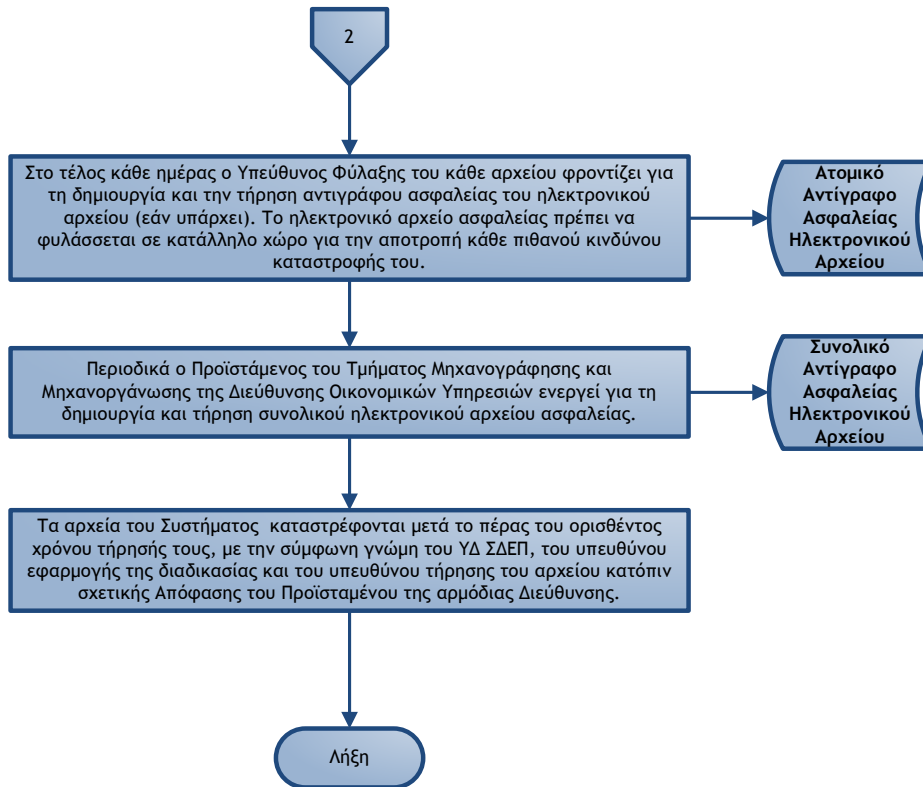 2
Στο τέλος κάθε ημέρας ο Υπεύθυνος Φύλαξης του κάθε αρχείου φροντίζει για
τη δημιουργία και την τήρηση αντιγράφου ασφαλείας του ηλεκτρονικού
αρχείου (εάν υπάρχει). Το ηλεκτρονικό αρχείο ασφαλείας πρέπει να
φυλάσσεται σε κατάλληλο χώρο για την αποτροπή κάθε πιθανού κινδύνου
καταστροφής του.
Ατομικό
Αντίγραφο
Ασφαλείας
Ηλεκτρονικού
Αρχείου
Περιοδικά ο Προϊστάμενος του Τμήματος Μηχανογράφησης και
Μηχανοργάνωσης της Διεύθυνσης Οικονομικών Υπηρεσιών ενεργεί για τη
δημιουργία και τήρηση συνολικού ηλεκτρονικού αρχείου ασφαλείας.
Συνολικό
Αντίγραφο
Ασφαλείας
Ηλεκτρονικού
Αρχείου
Τα αρχεία του Συστήματος καταστρέφονται μετά το πέρας του ορισθέντος
χρόνου τήρησής τους, με την σύμφωνη γνώμη του ΥΔ ΣΔΕΠ, του υπευθύνου
εφαρμογής της διαδικασίας και του υπευθύνου τήρησης του αρχείου κατόπιν
σχετικής Απόφασης του Προϊσταμένου της αρμόδιας Διεύθυνσης.
Λήξη